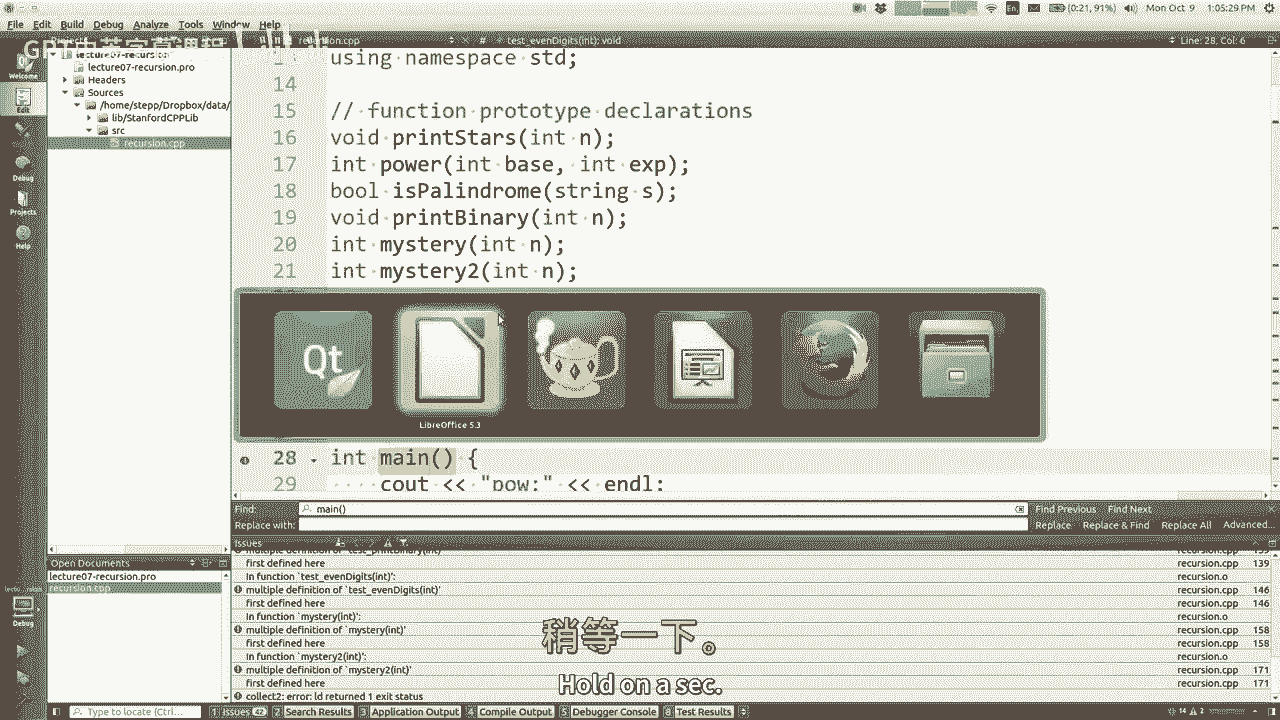 (0:21, 91%) Mon Oct 9 1:05:29 PM
File Edit Build Debug Analyze Tools Window Help
recursion.cpp
test_evenDigits(int): void
Line: 28, Col: 6
Welcome
Edit
Debug
Projects
Help
lecture07-recursion
lecture07-recursion.pro
Headers
Sources
/home/stepp/Dropbox/data/
lib/StanfordCPPLib
src
recursion.cpp
using namespace std;
14
15 // function prototype declarations
16 void printStars(int n);
17 int power(int base, int exp);
18 bool isPalindrome(string s);
19 void printBinary(int n);
20 int mystery(int n);
21 int mystery2(int n);
Qt
LibreOffice 5.3
28 int main() {
29 cout << "pow:" << endl;
Find: main() Find Previous Find Next
Replace with: Replace Replace & Find Replace All Advanced...
Issues
multiple definition of `test_printBinary(int)' recursion.cpp 139
first defined here recursion.cpp 139
In function `test_evenDigits(int)': recursion.o
multiple definition of `test_evenDigits(int)' recursion.cpp 146
first defined here recursion.cpp 146
In function `mystery(int)': recursion.o
multiple definition of `mystery(int)' recursion.cpp 158
first defined here recursion.cpp 158
In function `mystery2(int)': recursion.o
multiple definition of `mystery2(int)' recursion.cpp 171
first defined here recursion.cpp 171
collect2: error: ld returned 1 exit status
Open Documents
lecture07-recursion.pro
recursion.cpp
Debug
稍等一下。
Hold on a sec.
Type to locate (Ctrl...
1 Issues 42 2 Search Results 3 Application Output 4 Compile Output 5 Debugger Console 8 Test Results
14 2